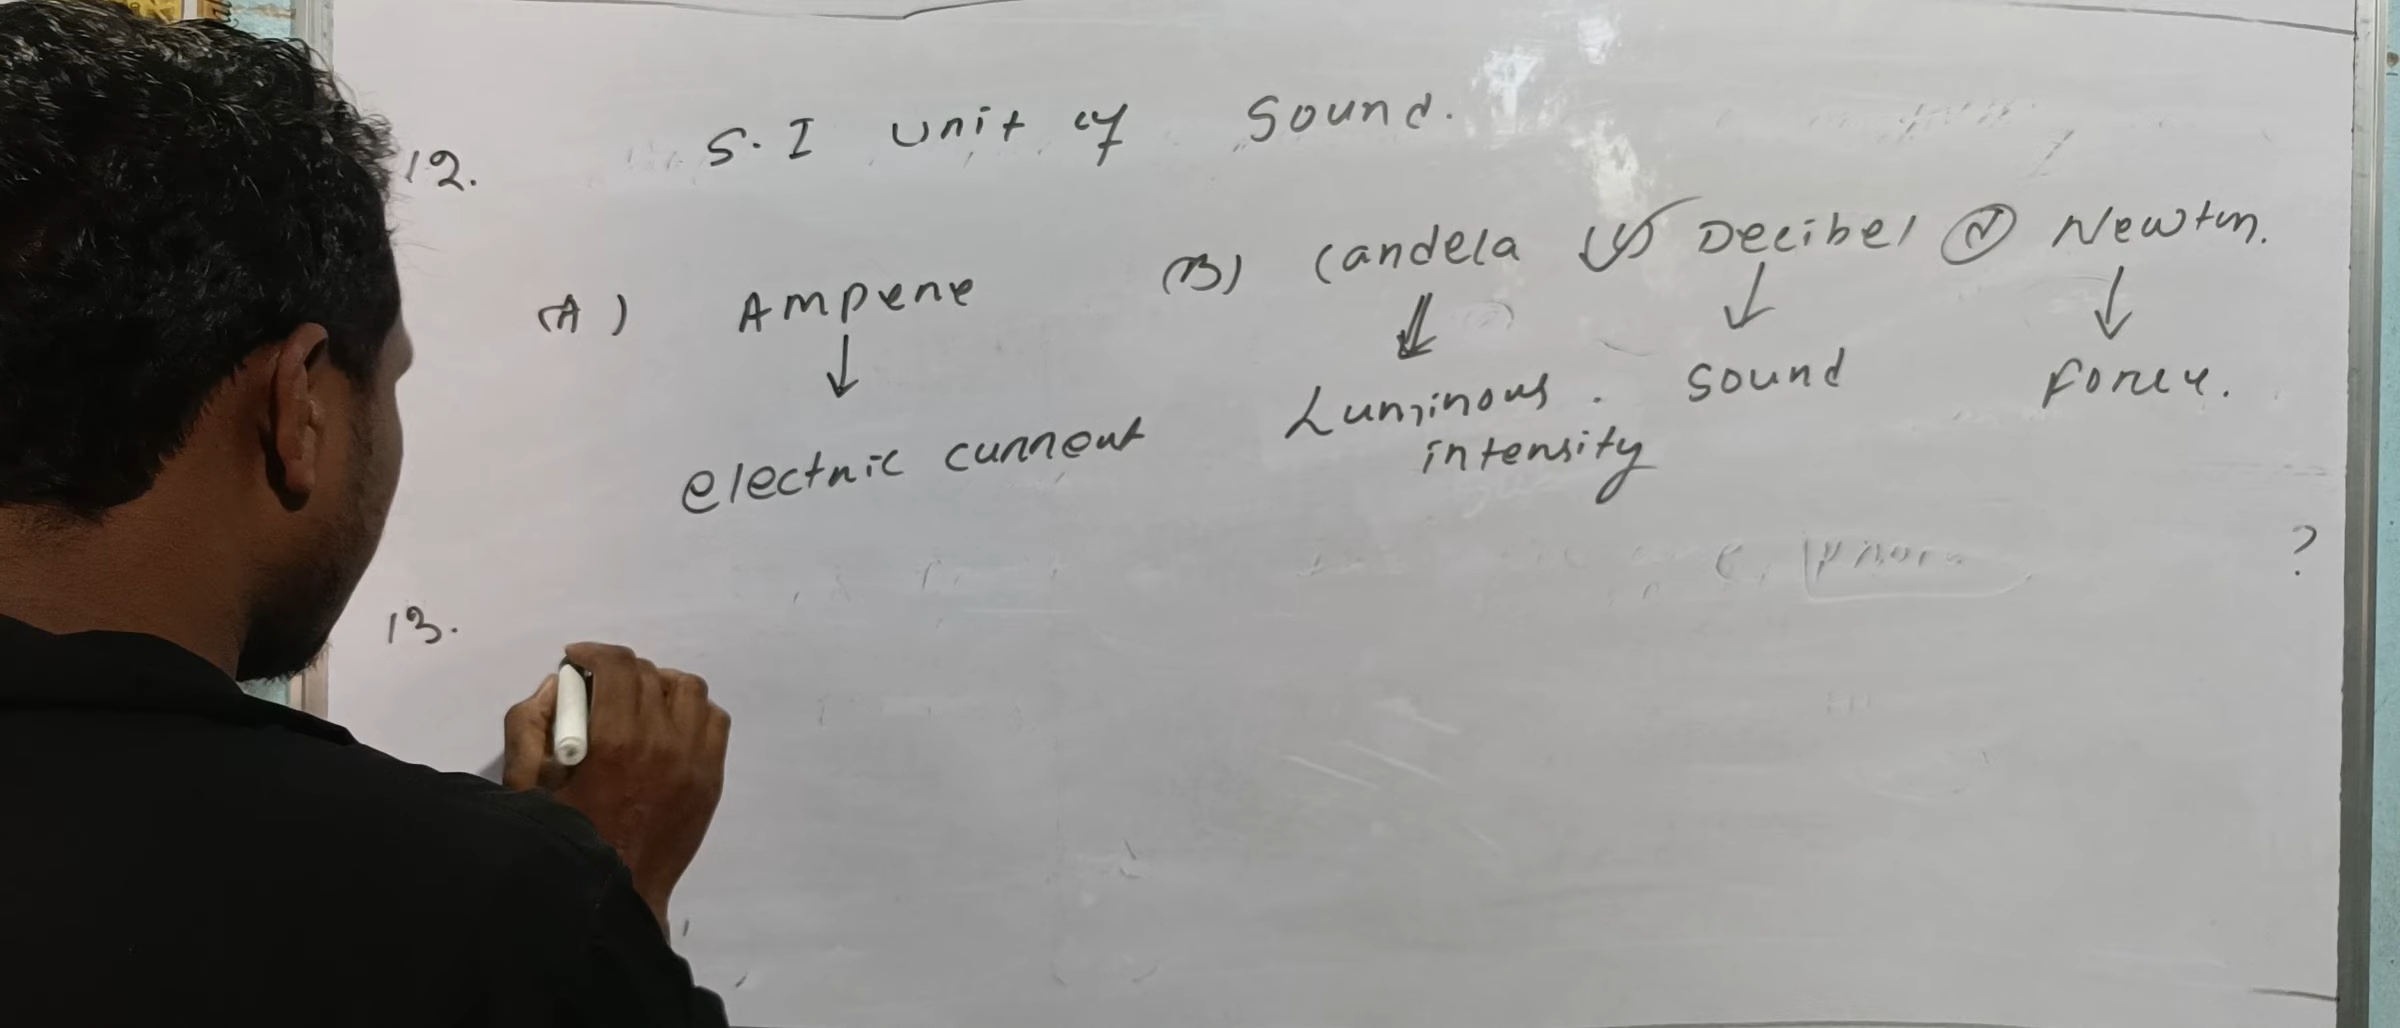 12. S.I unit of Sound.
(A) Ampere (B) Candela (C) Decibel (D) Newton.
↓ ⇓ ↓ ↓
electric current Luminous . Sound Force.
intensity
?
13.